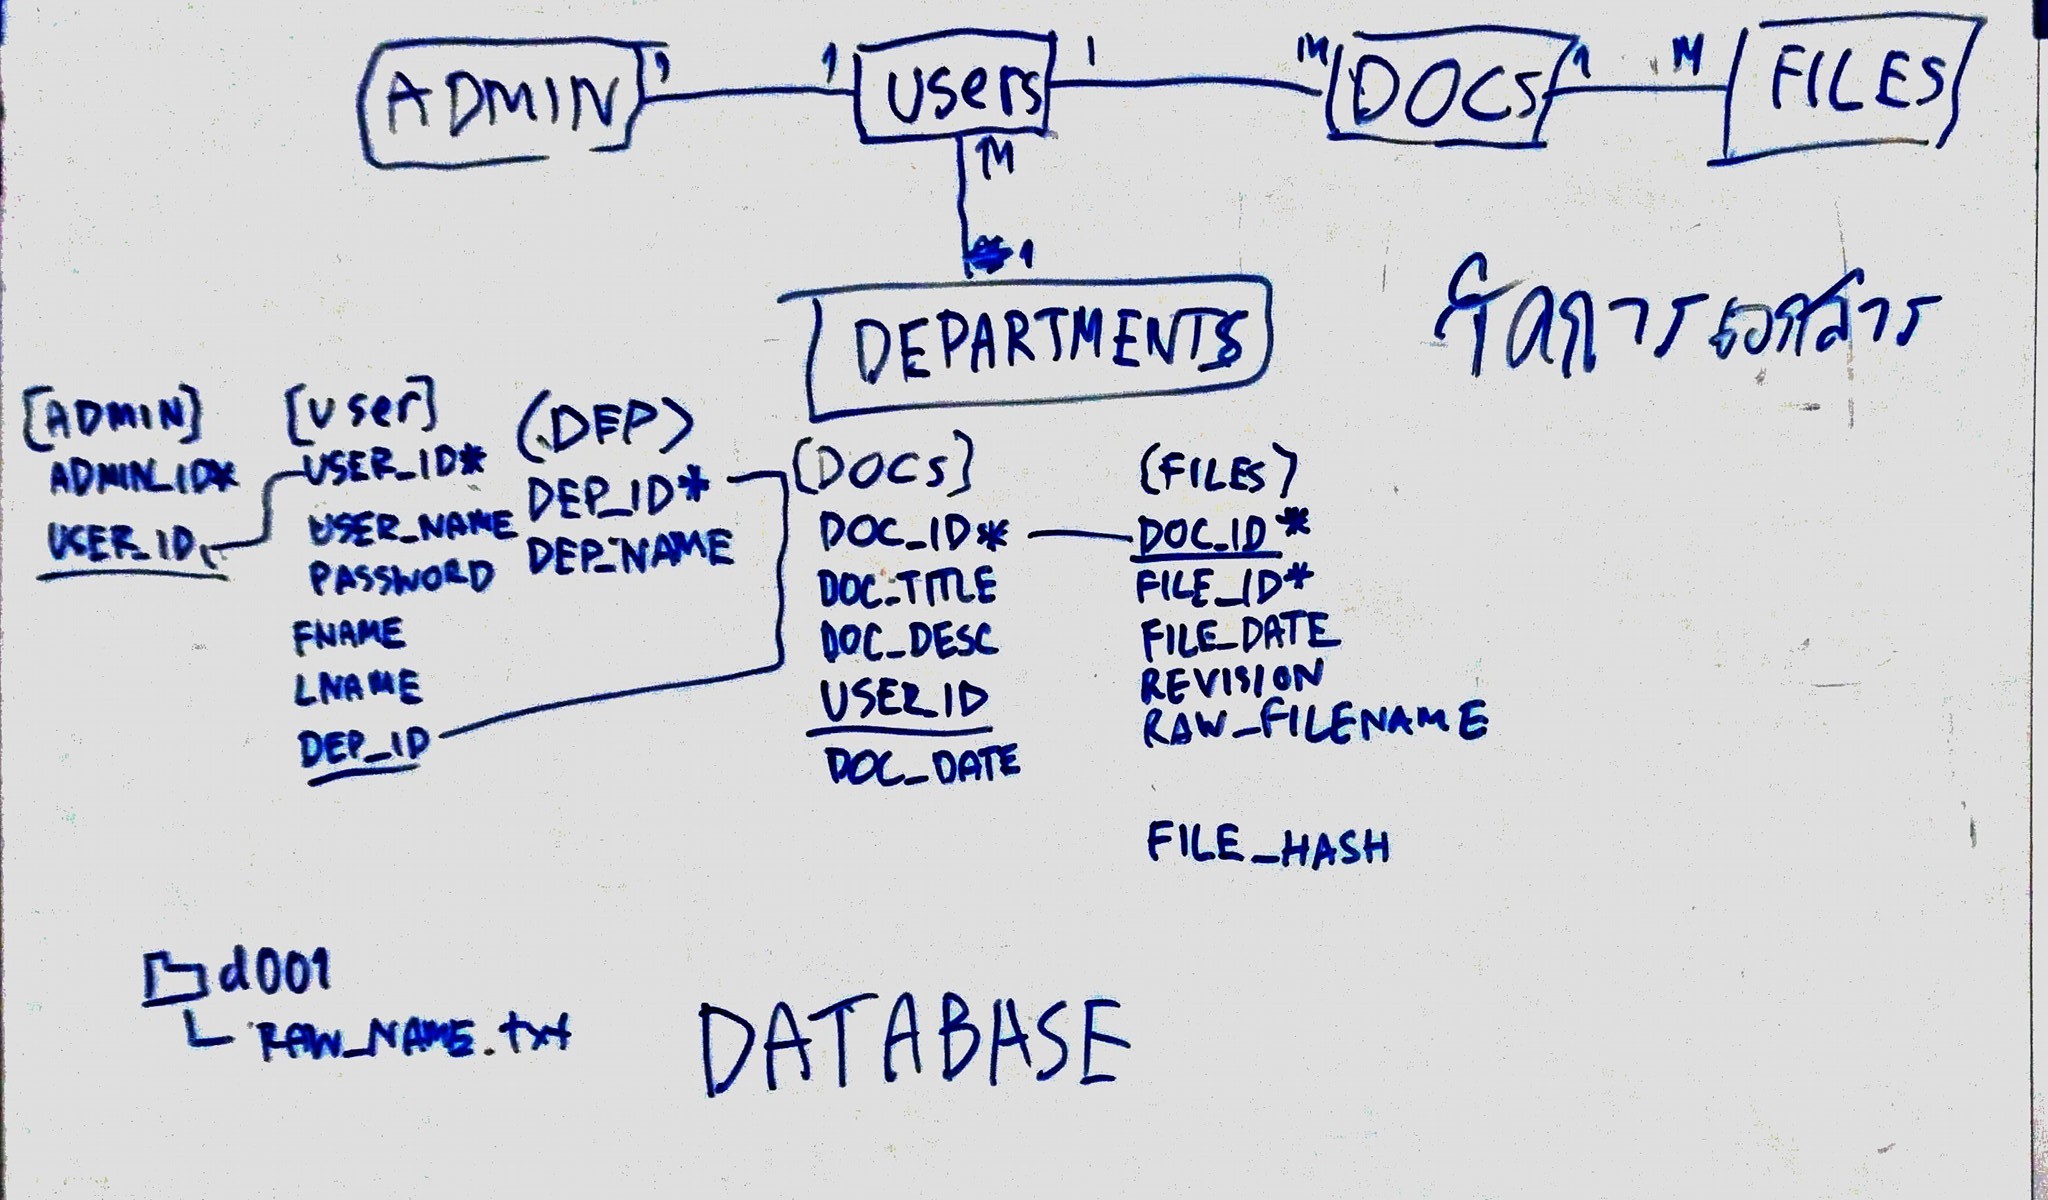 ADMIN 1 1 Users 1 M DOCs 1 M FILES
M
1
DEPARTMENTS
จัดการเอกสาร
[ADMIN]
ADMIN_ID*
USER_ID
[User]
USER_ID*
USER_NAME
PASSWORD
FNAME
LNAME
DEP_ID
(DEP)
DEP_ID*
DEP_NAME
[DOCs]
DOC_ID*
DOC_TITLE
DOC_DESC
USER_ID
DOC_DATE
(FILES)
DOC_ID*
FILE_ID*
FILE_DATE
REVISION
RAW_FILENAME
FILE_HASH
d001
RAW_NAME.txt
DATABASE